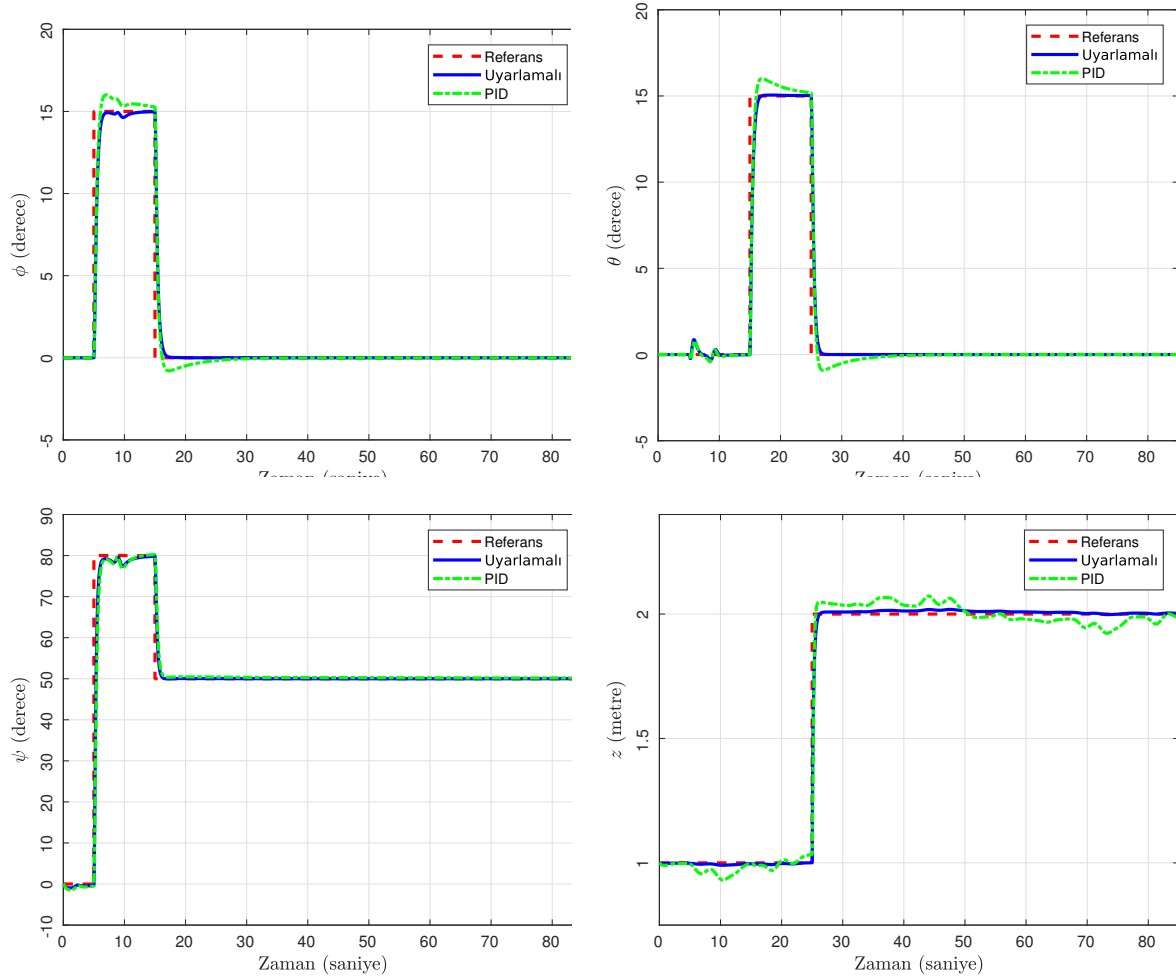 20
15
10
5
0
-5
φ (derece)
0 10 20 30 40 50 60 70 80
Zaman (saniye)
Referans
Uyarlamalı
PID
20
15
10
5
0
-5
θ (derece)
0 10 20 30 40 50 60 70 80
Zaman (saniye)
Referans
Uyarlamalı
PID
90
80
70
60
50
40
30
20
10
0
-10
ψ (derece)
0 10 20 30 40 50 60 70 80
Zaman (saniye)
Referans
Uyarlamalı
PID
2
1.5
1
z (metre)
0 10 20 30 40 50 60 70 80
Zaman (saniye)
Referans
Uyarlamalı
PID